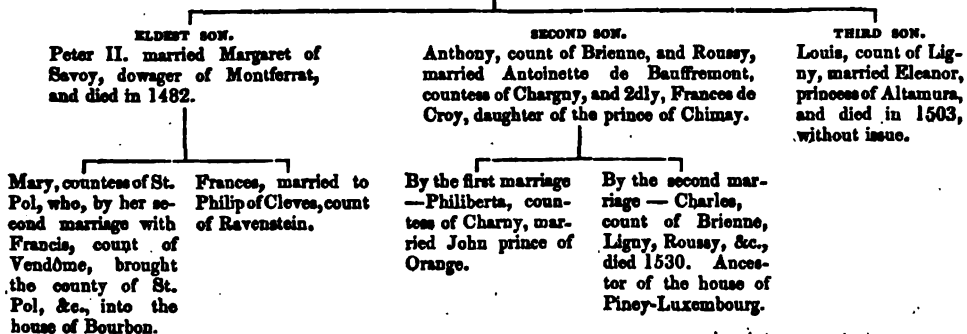 ELDEST SON.
Peter II. married Margaret of
Savoy, dowager of Montferrat,
and died in 1482.
SECOND SON.
Anthony, count of Brienne, and Roussy,
married Antoinette de Bauffremont,
countess of Chargny, and 2dly, Frances de
Croy, daughter of the prince of Chimay.
THIRD SON.
Louis, count of Lig-
ny, married Eleanor,
princess of Altamura,
and died in 1503,
without issue.
Mary, countess of St.
Pol, who, by her se-
cond marriage with
Francis, count of
Vendôme, brought
the county of St.
Pol, &c., into the
house of Bourbon.
Frances, married to
Philip of Cleves, count
of Ravenstein.
By the first marriage
—Philiberta, coun-
tess of Charny, mar-
ried John prince of
Orange.
By the second mar-
riage — Charles,
count of Brienne,
Ligny, Roussy, &c.,
died 1530. Ances-
tor of the house of
Piney-Luxembourg.